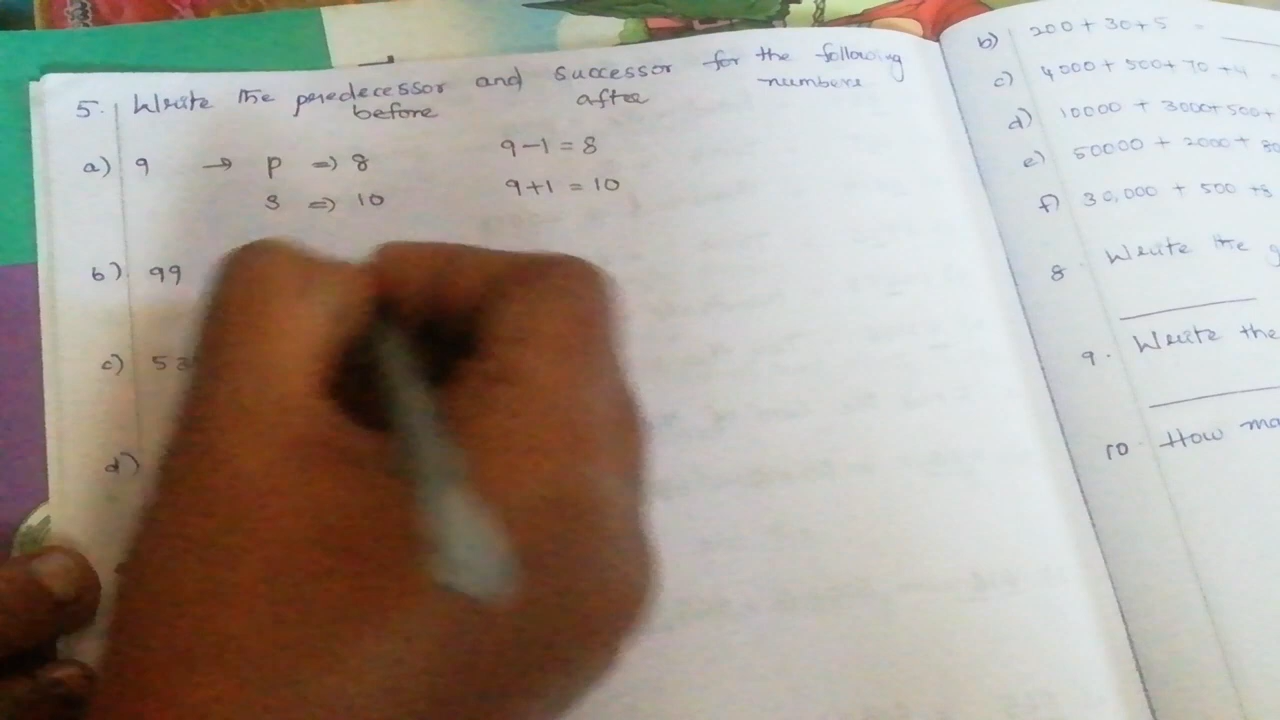 5. Write the predecessor and successor for the following
before after numbers
a) 9 → p ⇒ 8 9-1 = 8
s ⇒ 10 9+1 = 10
b) 99
c)
d)
b) 200 + 30 + 5 =
c) 4000 + 500 + 70 + 4
d) 10000 + 3000 + 500 +
e) 50000 + 2000 +
f) 30,000 + 500 +
8. Write the
9. Write the
10. How